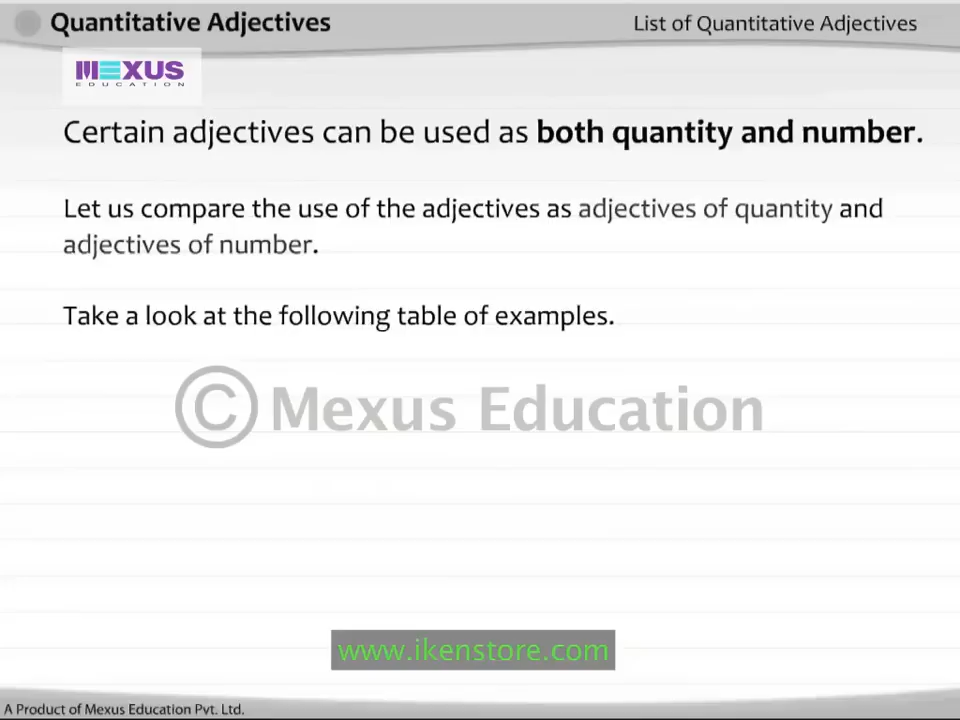 Quantitative Adjectives
List of Quantitative Adjectives
MEXUS
EDUCATION
Certain adjectives can be used as both quantity and number.
Let us compare the use of the adjectives as adjectives of quantity and
adjectives of number.
Take a look at the following table of examples.
© Mexus Education
www.ikenstore.com
A Product of Mexus Education Pvt. Ltd.